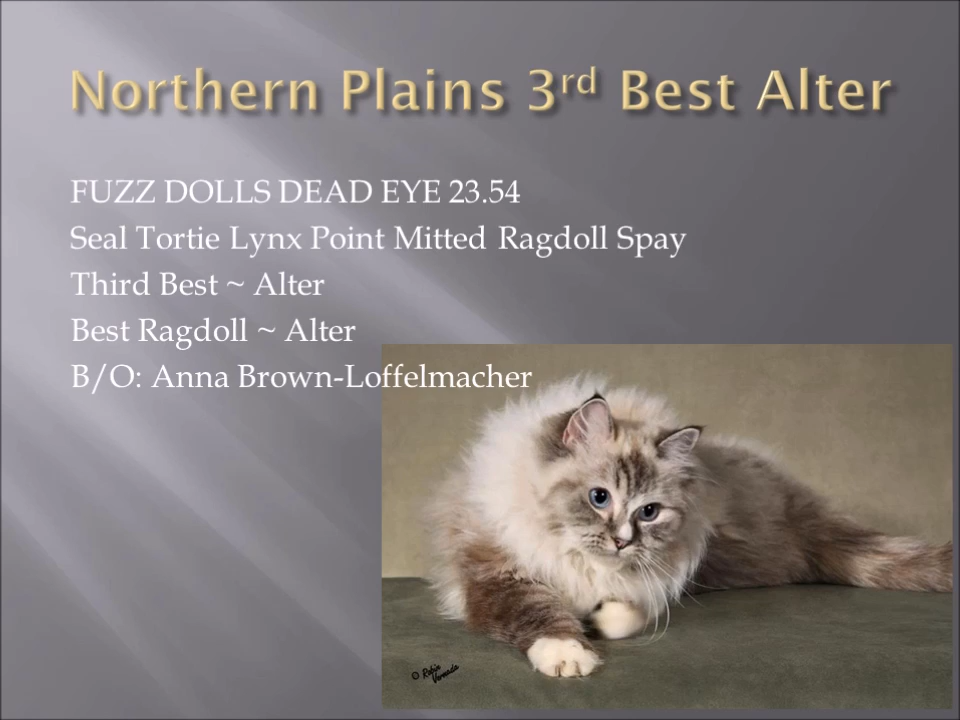 Northern Plains 3rd Best Alter
FUZZ DOLLS DEAD EYE 23.54
Seal Tortie Lynx Point Mitted Ragdoll Spay
Third Best ~ Alter
Best Ragdoll ~ Alter
B/O: Anna Brown-Loffelmacher
© Robin